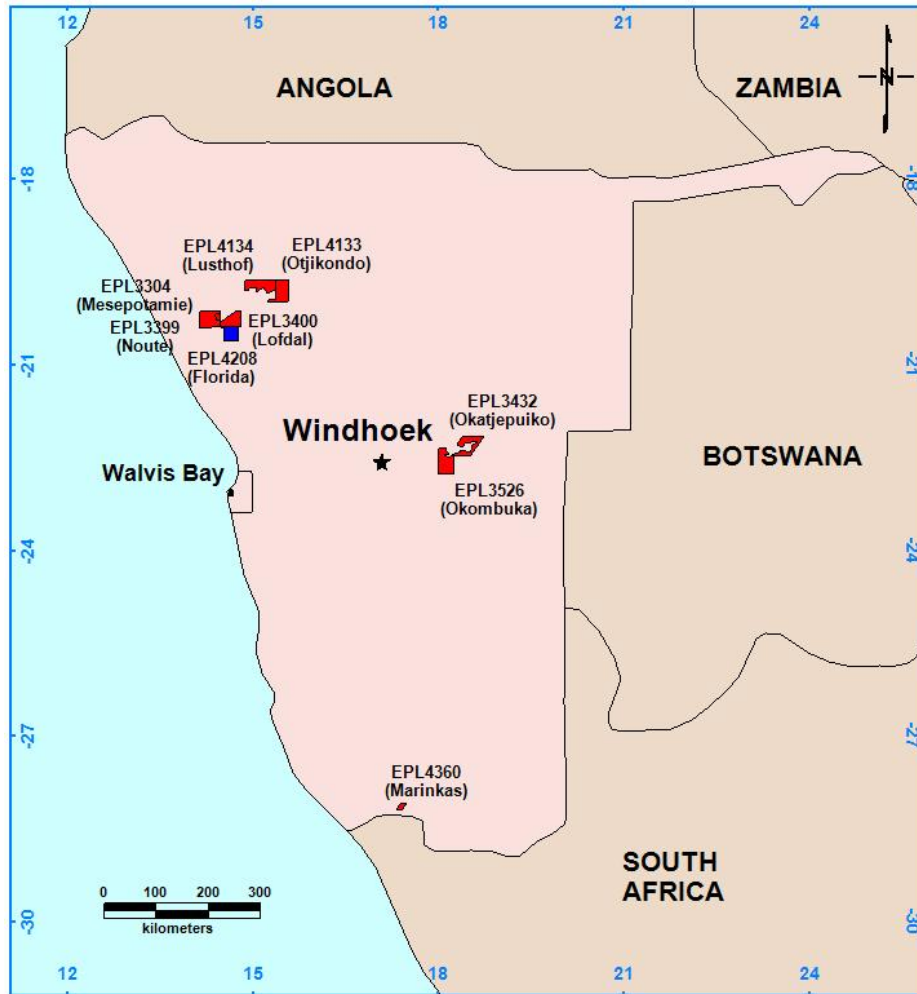 12 15 18 21 24
ANGOLA
ZAMBIA
N
-18
-18
EPL4134
(Lusthof)
EPL4133
(Otjikondo)
EPL3304
(Mesepotamie)
EPL3399
(Noute)
EPL3400
(Lofdal)
EPL4208
(Florida)
-21
-21
EPL3432
(Okatjepuiko)
Windhoek
BOTSWANA
Walvis Bay
EPL3526
(Okombuka)
-24
-24
-27
-27
EPL4360
(Marinkas)
SOUTH
AFRICA
0 100 200 300
kilometers
-30
-30
12 15 18 21 24